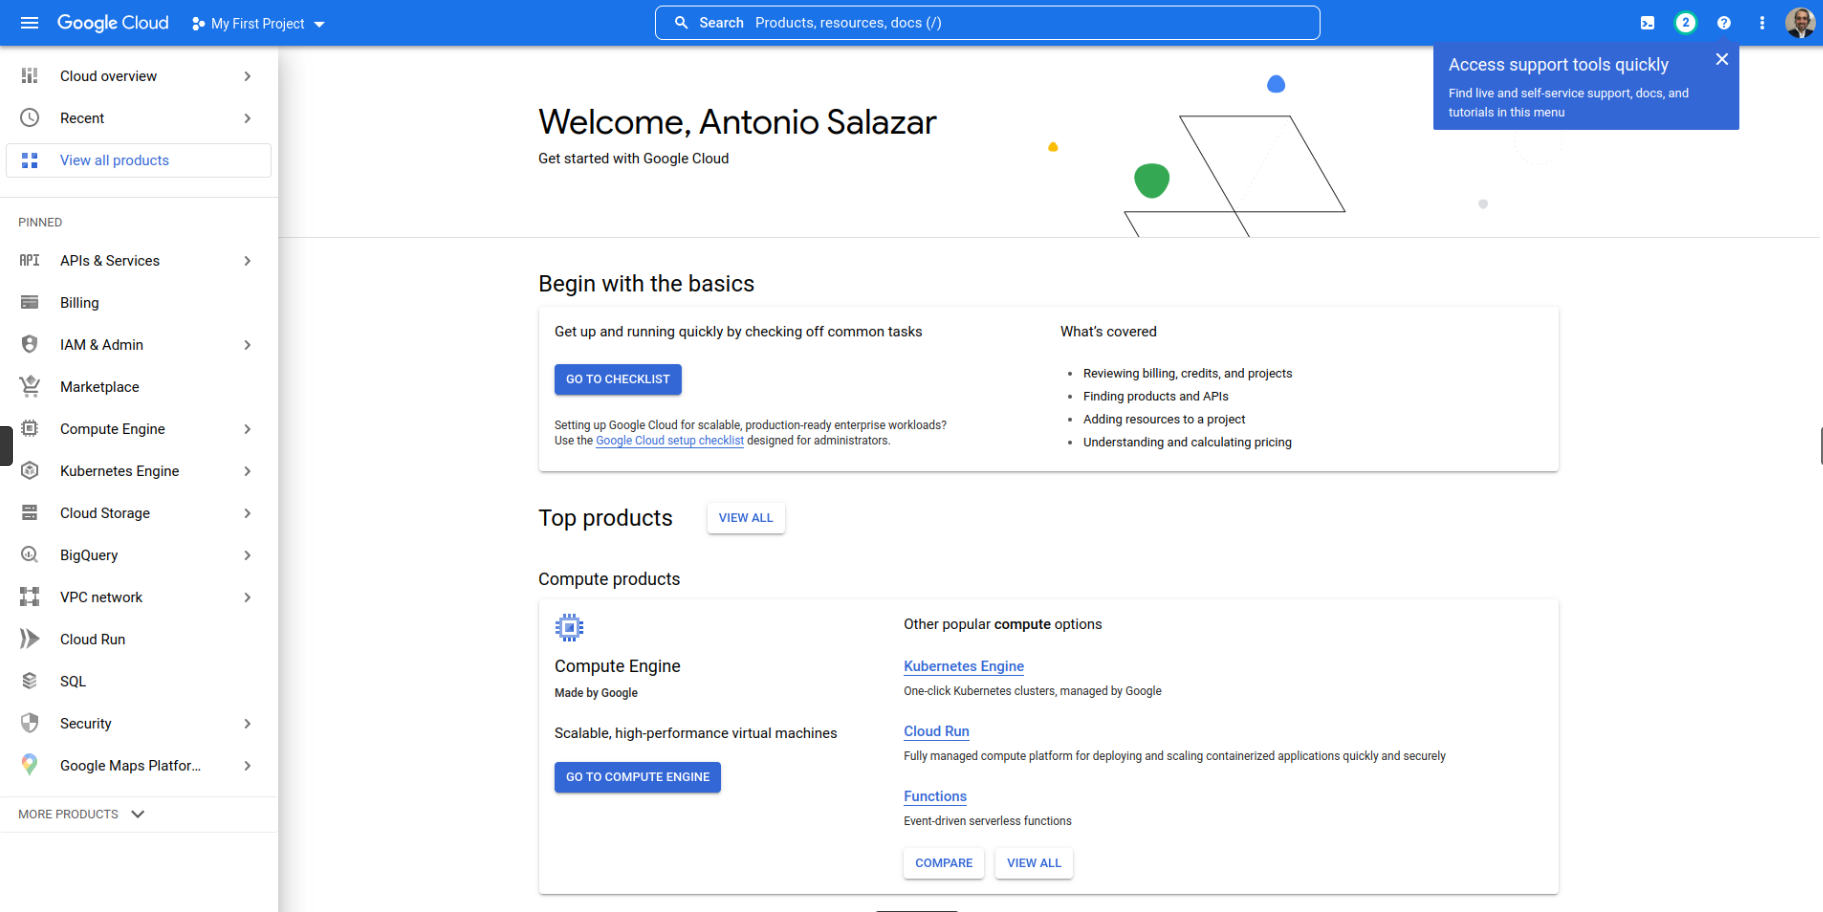 Google Cloud
My First Project
Search Products, resources, docs (/)
2
Cloud overview
Recent
View all products
PINNED
API APIs & Services
Billing
IAM & Admin
Marketplace
Compute Engine
Kubernetes Engine
Cloud Storage
BigQuery
VPC network
Cloud Run
SQL
Security
Google Maps Platfor...
MORE PRODUCTS
Access support tools quickly
Find live and self-service support, docs, and
tutorials in this menu
Welcome, Antonio Salazar
Get started with Google Cloud
Begin with the basics
Get up and running quickly by checking off common tasks
GO TO CHECKLIST
Setting up Google Cloud for scalable, production-ready enterprise workloads?
Use the Google Cloud setup checklist designed for administrators.
What's covered
Reviewing billing, credits, and projects
Finding products and APIs
Adding resources to a project
Understanding and calculating pricing
Top products
VIEW ALL
Compute products
Compute Engine
Made by Google
Scalable, high-performance virtual machines
GO TO COMPUTE ENGINE
Other popular compute options
Kubernetes Engine
One-click Kubernetes clusters, managed by Google
Cloud Run
Fully managed compute platform for deploying and scaling containerized applications quickly and securely
Functions
Event-driven serverless functions
COMPARE
VIEW ALL